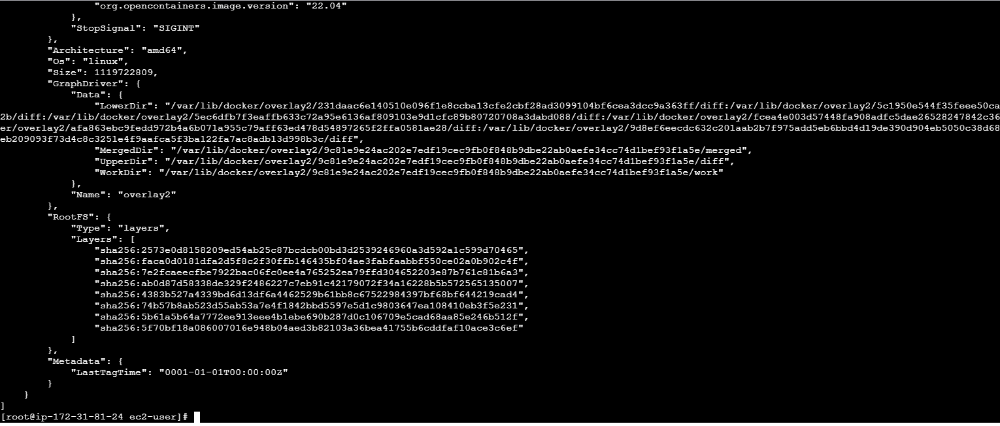 "org.opencontainers.image.version": "22.04"
            },
            "StopSignal": "SIGINT"
        },
        "Architecture": "amd64",
        "Os": "linux",
        "Size": 1119722809,
        "GraphDriver": {
            "Data": {
                "LowerDir": "/var/lib/docker/overlay2/231daac6e140510e096f1e8ccba13cfe2cbf28ad3099104bf6cea3dcc9a363ff/diff:/var/lib/docker/overlay2/5c1950e544f35feee50ca
2b/diff:/var/lib/docker/overlay2/5ec6dfb7f3eaffb633c72a95e6136af809103e9d1cfc89b80720708a3dabd088/diff:/var/lib/docker/overlay2/fcea4e003d57448fa908adfc5dae26528247842c36
er/overlay2/afa863ebc9fedd972b4a6b071a955c79aff63ed478d54897265f2ffa0581ae28/diff:/var/lib/docker/overlay2/9d8ef6eecdc632c201aab2b7f975add5eb6bbd4d19de390d904eb5050c38d68
eb209093f73d4c8c3251e4f9aafca5f3ba122fa7ac8adb13d998b3c/diff",
                "MergedDir": "/var/lib/docker/overlay2/9c81e9e24ac202e7edf19cec9fb0f848b9dbe22ab0aefe34cc74d1bef93f1a5e/merged",
                "UpperDir": "/var/lib/docker/overlay2/9c81e9e24ac202e7edf19cec9fb0f848b9dbe22ab0aefe34cc74d1bef93f1a5e/diff",
                "WorkDir": "/var/lib/docker/overlay2/9c81e9e24ac202e7edf19cec9fb0f848b9dbe22ab0aefe34cc74d1bef93f1a5e/work"
            },
            "Name": "overlay2"
        },
        "RootFS": {
            "Type": "layers",
            "Layers": [
                "sha256:2573e0d8158209ed54ab25c87bcdcb00bd3d2539246960a3d592a1c599d70465",
                "sha256:faca0d0181dfa2d5f8c2f30ffb146435bf04ae3fabfaabbf550ce02a0b902c4f",
                "sha256:7e2fcaeecfbe7922bac06fc0ee4a765252ea79ffd304652203e87b761c81b6a3",
                "sha256:ab0d87d58338de329f2486227c7eb91c42179072f34a16228b5b572565135007",
                "sha256:4383b527a4339bd6d13df6a4462529b61bb8c67522984397bf68bf644219cad4",
                "sha256:74b57b8ab523d55ab53a7e4f1842bbd5597e5d1c9803647ea108410eb3f5e231",
                "sha256:5b61a5b64a7772ee913eee4b1ebe690b287d0c106709e5cad68aa85e246b512f",
                "sha256:5f70bf18a086007016e948b04aed3b82103a36bea41755b6cddfaf10ace3c6ef"
            ]
        },
        "Metadata": {
            "LastTagTime": "0001-01-01T00:00:00Z"
        }
    }
]
[root@ip-172-31-81-24 ec2-user]#